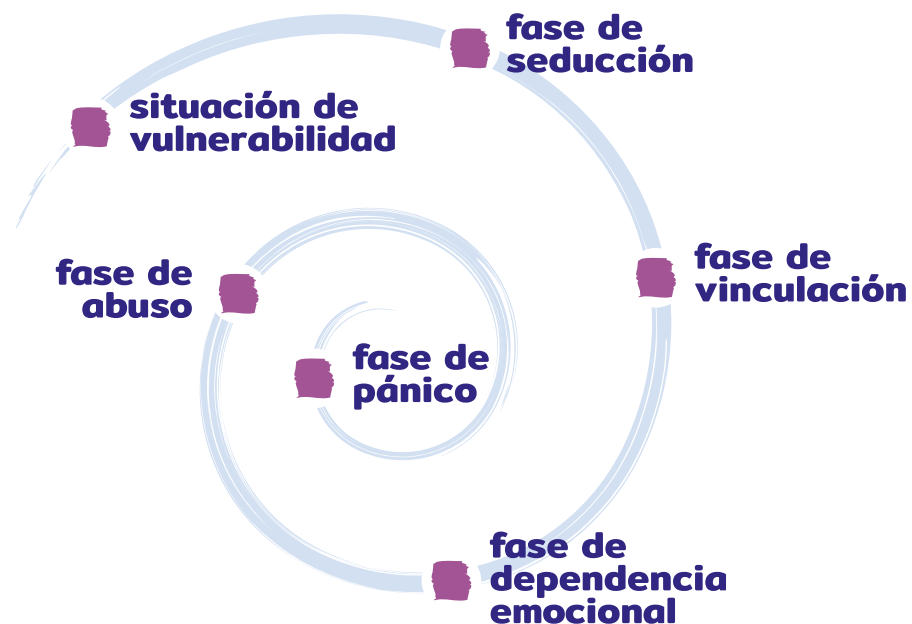 situación de
vulnerabilidad
fase de
seducción
fase de
vinculación
fase de
dependencia
emocional
fase de
abuso
fase de
pánico